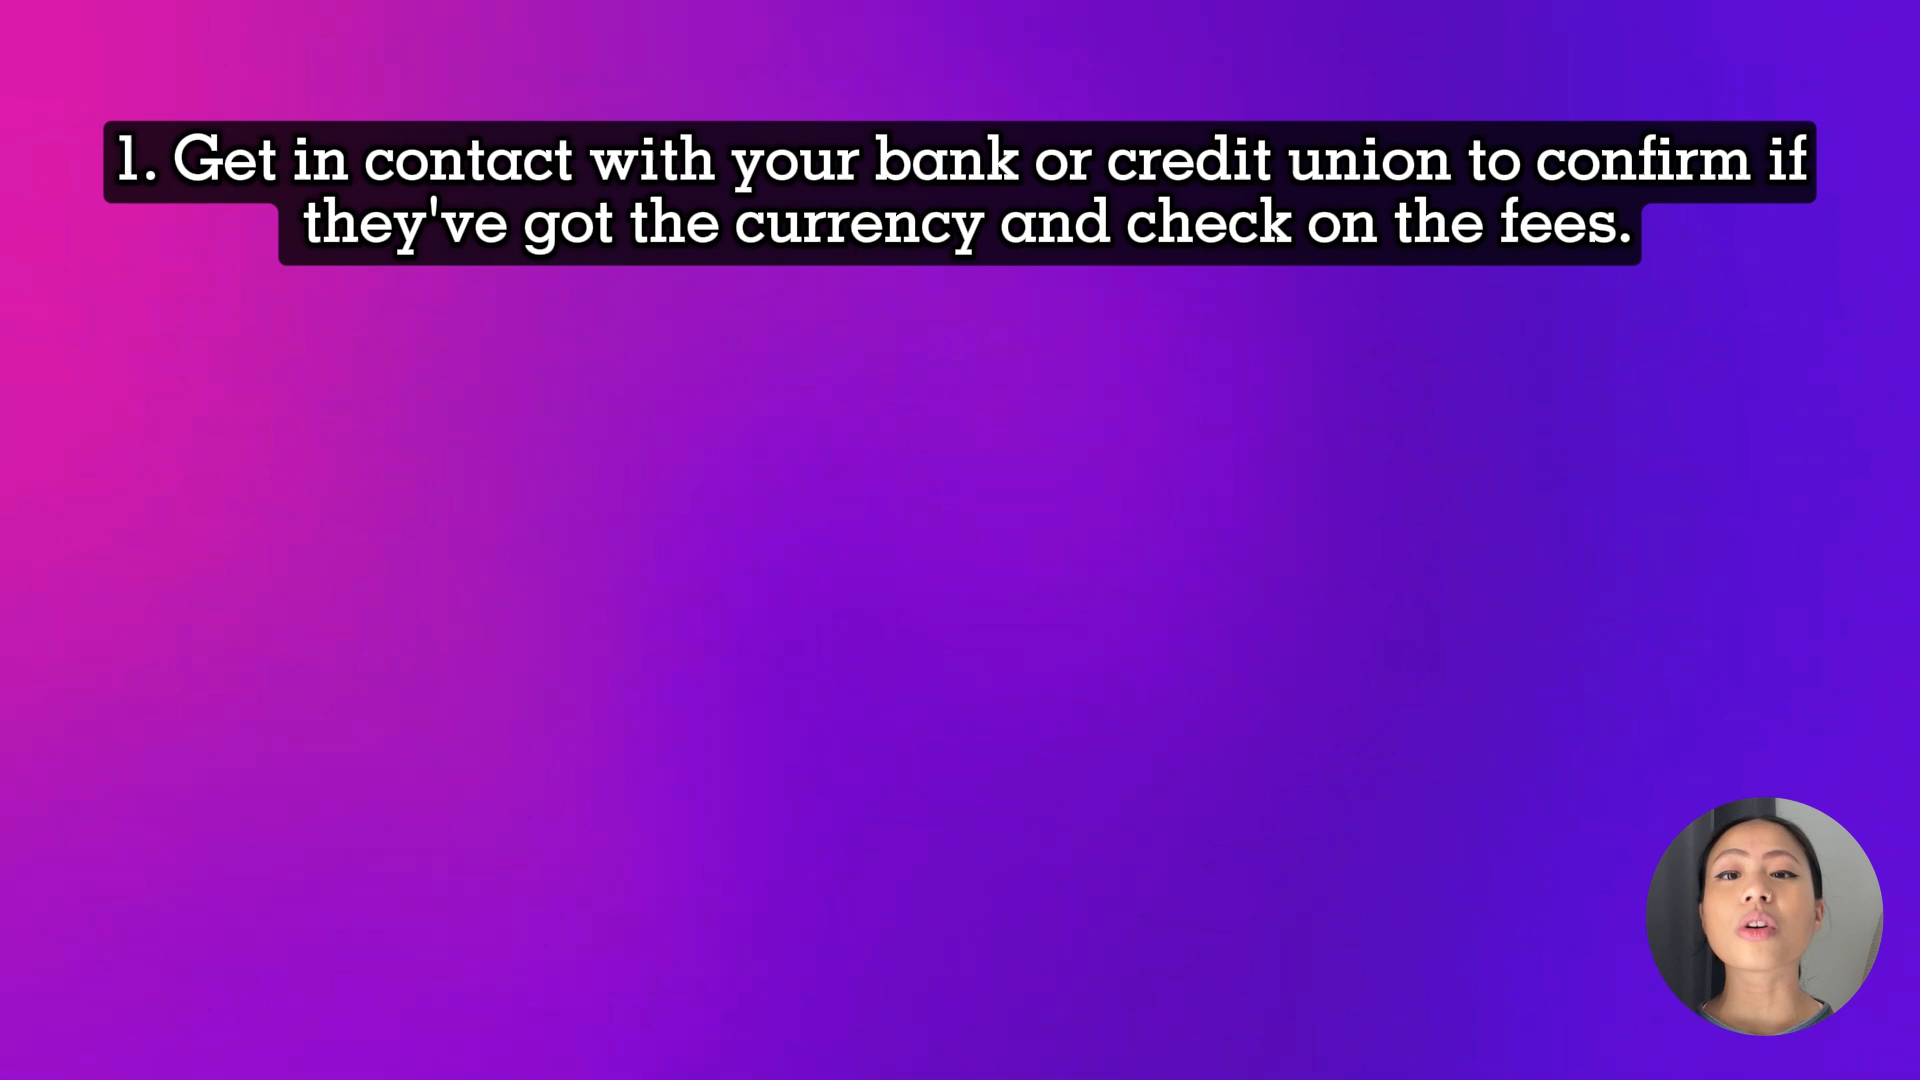 1. Get in contact with your bank or credit union to confirm if
they've got the currency and check on the fees.